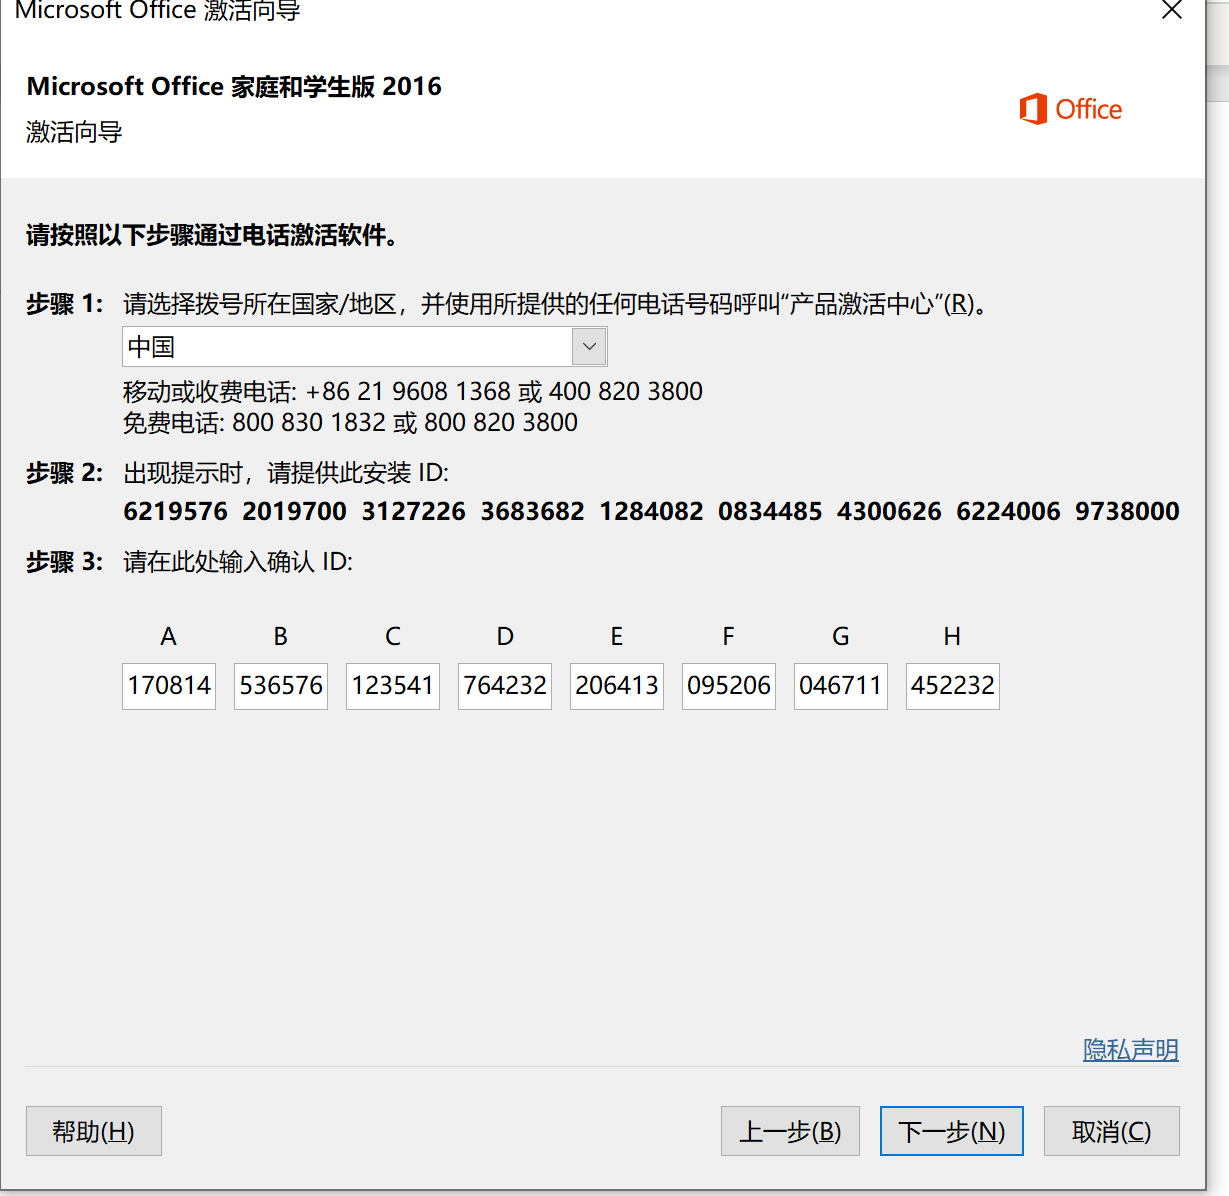 Microsoft Office 激活向导
Microsoft Office 家庭和学生版 2016
激活向导
Office
请按照以下步骤通过电话激活软件。
步骤 1: 请选择拨号所在国家/地区，并使用所提供的任何电话号码呼叫“产品激活中心”(R)。
中国
移动或收费电话: +86 21 9608 1368 或 400 820 3800
免费电话: 800 830 1832 或 800 820 3800
步骤 2: 出现提示时，请提供此安装 ID:
6219576 2019700 3127226 3683682 1284082 0834485 4300626 6224006 9738000
步骤 3: 请在此处输入确认 ID:
A B C D E F G H
170814 536576 123541 764232 206413 095206 046711 452232
隐私声明
帮助(H) 上一步(B) 下一步(N) 取消(C)